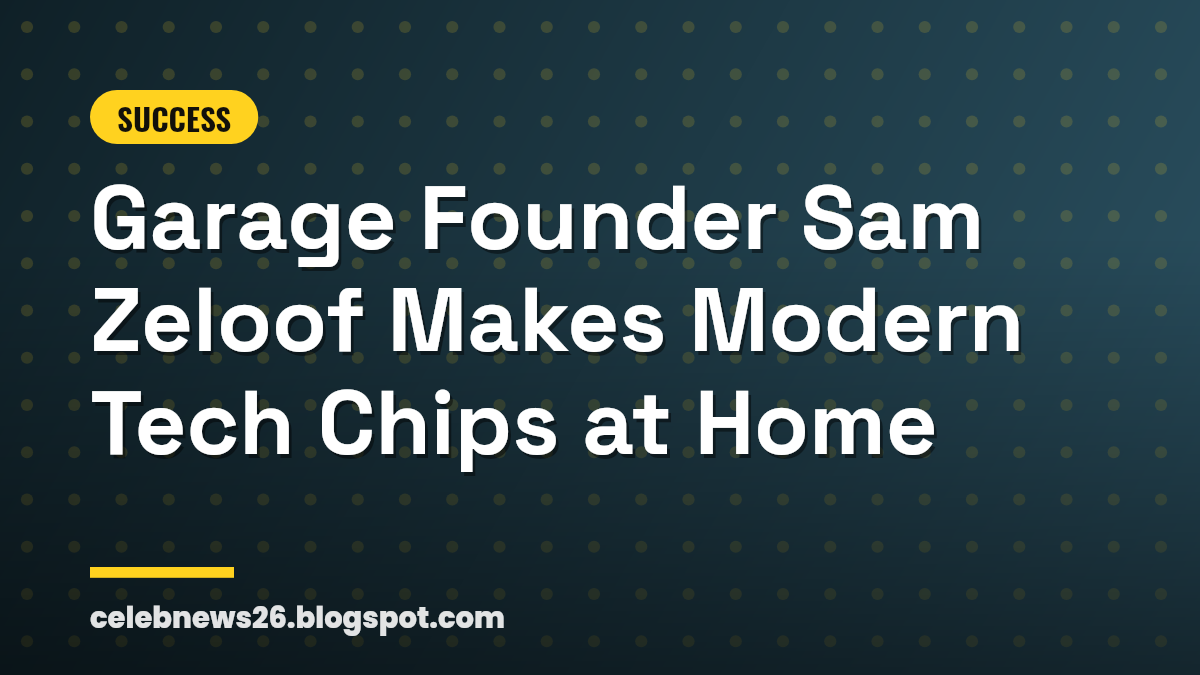 SUCCESS
Garage Founder Sam
Zeloof Makes Modern
Tech Chips at Home
celebnews26.blogspot.com